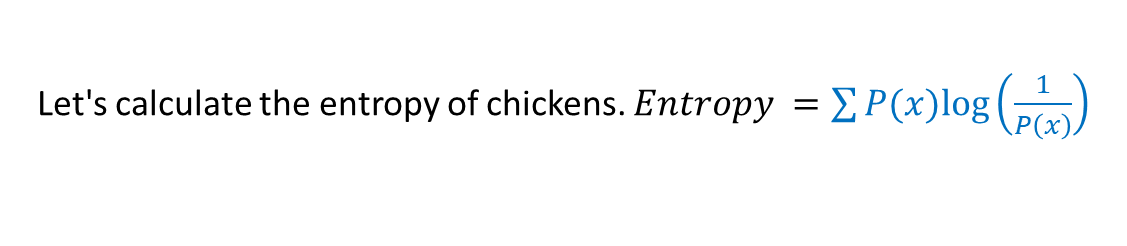 Let's calculate the entropy of chickens. Entropy = ∑ P(x)log(1/P(x))